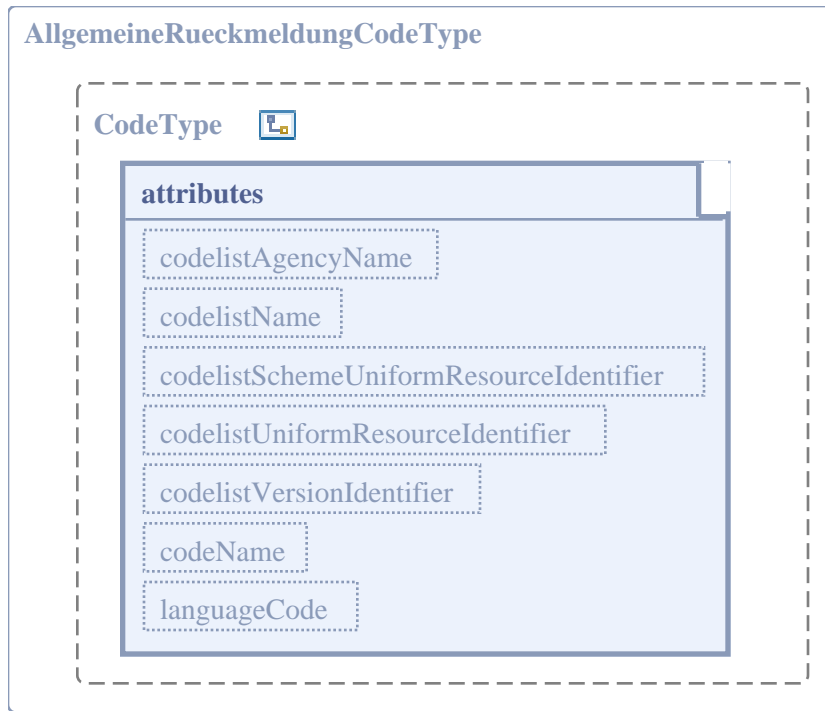 AllgemeineRueckmeldungCodeType
CodeType
attributes
codelistAgencyName
codelistName
codelistSchemeUniformResourceIdentifier
codelistUniformResourceIdentifier
codelistVersionIdentifier
codeName
languageCode